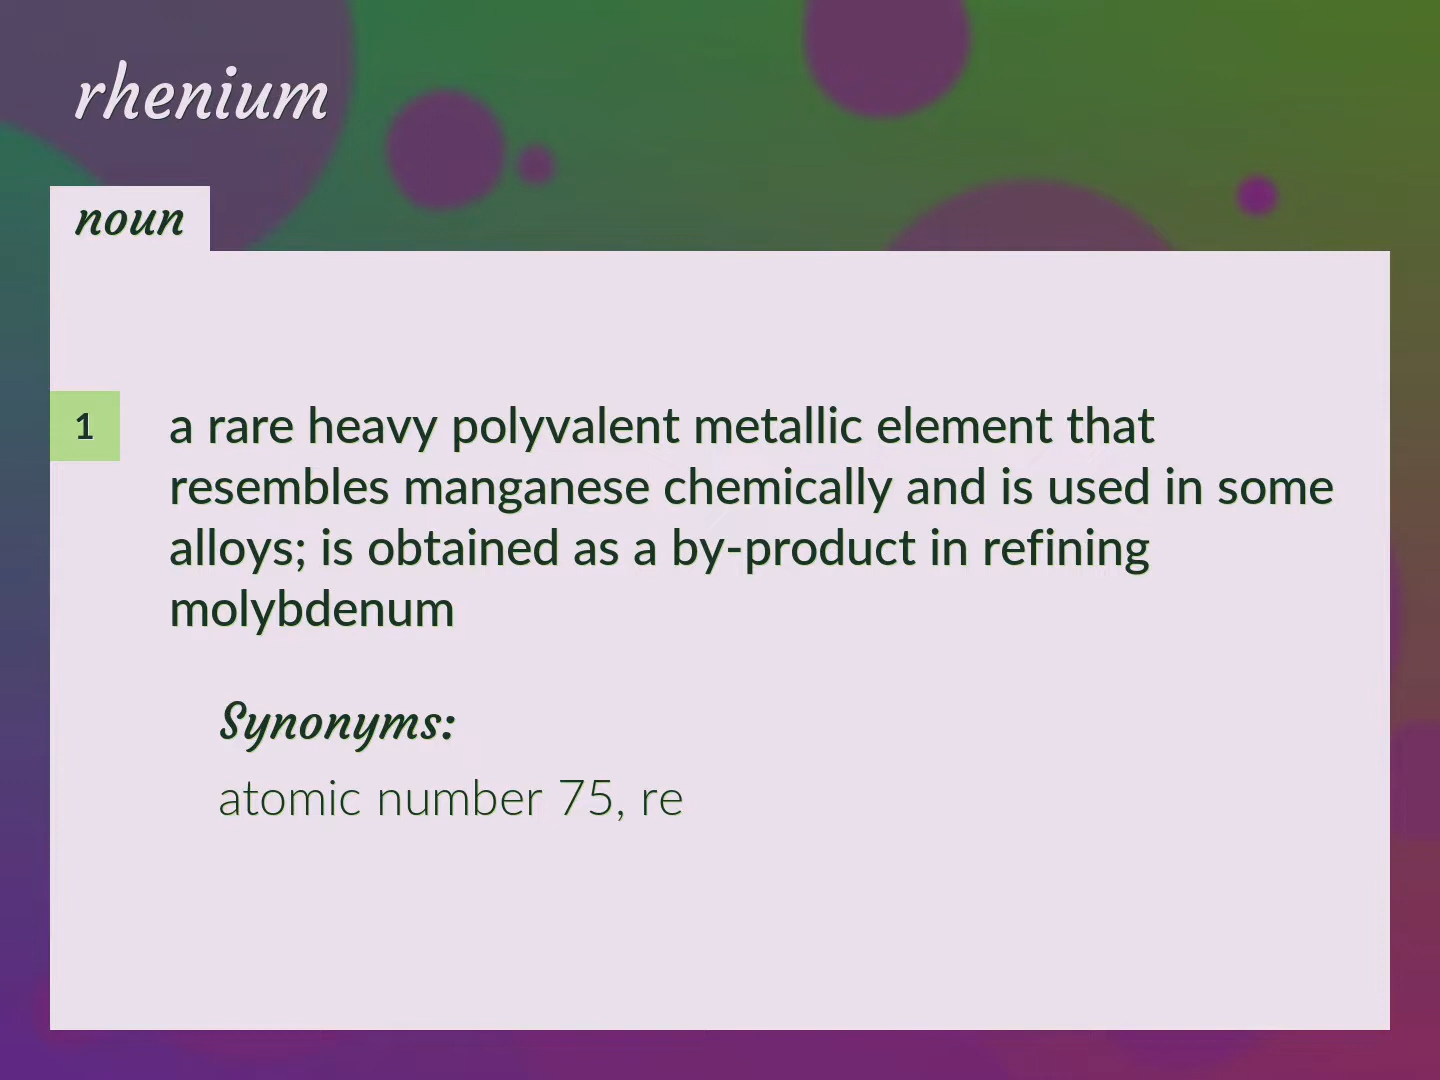 rhenium
noun
1
a rare heavy polyvalent metallic element that
resembles manganese chemically and is used in some
alloys; is obtained as a by-product in refining
molybdenum
Synonyms:
atomic number 75, re